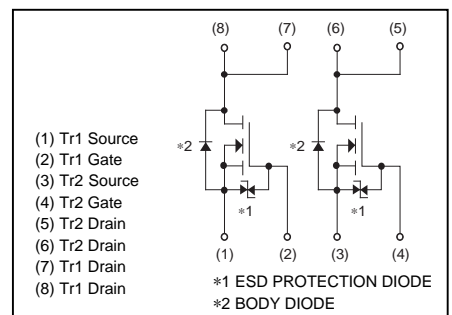 (8) (7) (6) (5)
∗2 ∗2
∗1 ∗1
(1) (2) (3) (4)
(1) Tr1 Source
(2) Tr1 Gate
(3) Tr2 Source
(4) Tr2 Gate
(5) Tr2 Drain
(6) Tr2 Drain
(7) Tr1 Drain
(8) Tr1 Drain
∗1 ESD PROTECTION DIODE
∗2 BODY DIODE